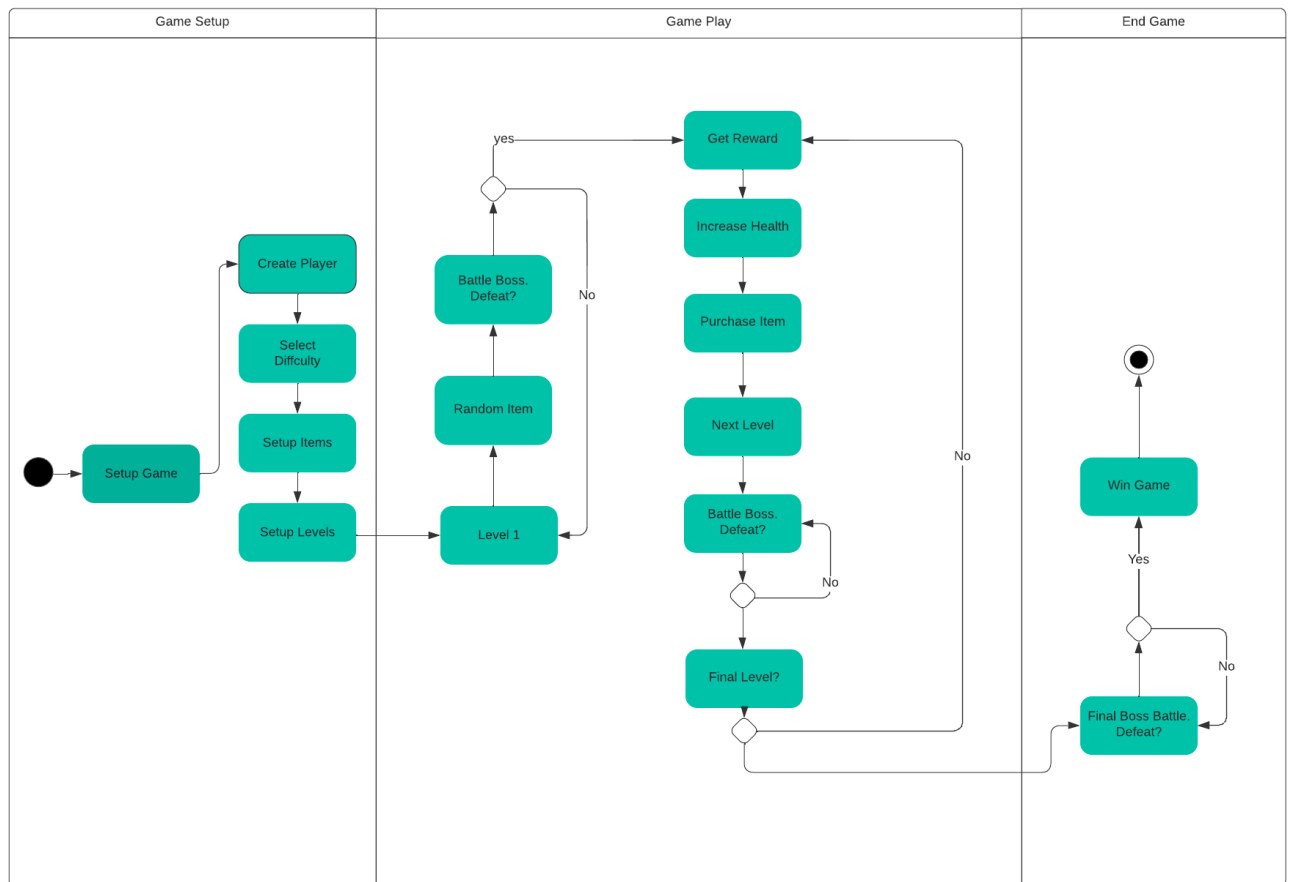 Game Setup
Game Play
End Game
Setup Game
Create Player
Select
Diffculty
Setup Items
Setup Levels
Level 1
Random Item
Battle Boss.
Defeat?
yes
No
Get Reward
Increase Health
Purchase Item
Next Level
Battle Boss.
Defeat?
No
Final Level?
No
Final Boss Battle.
Defeat?
No
Yes
Win Game